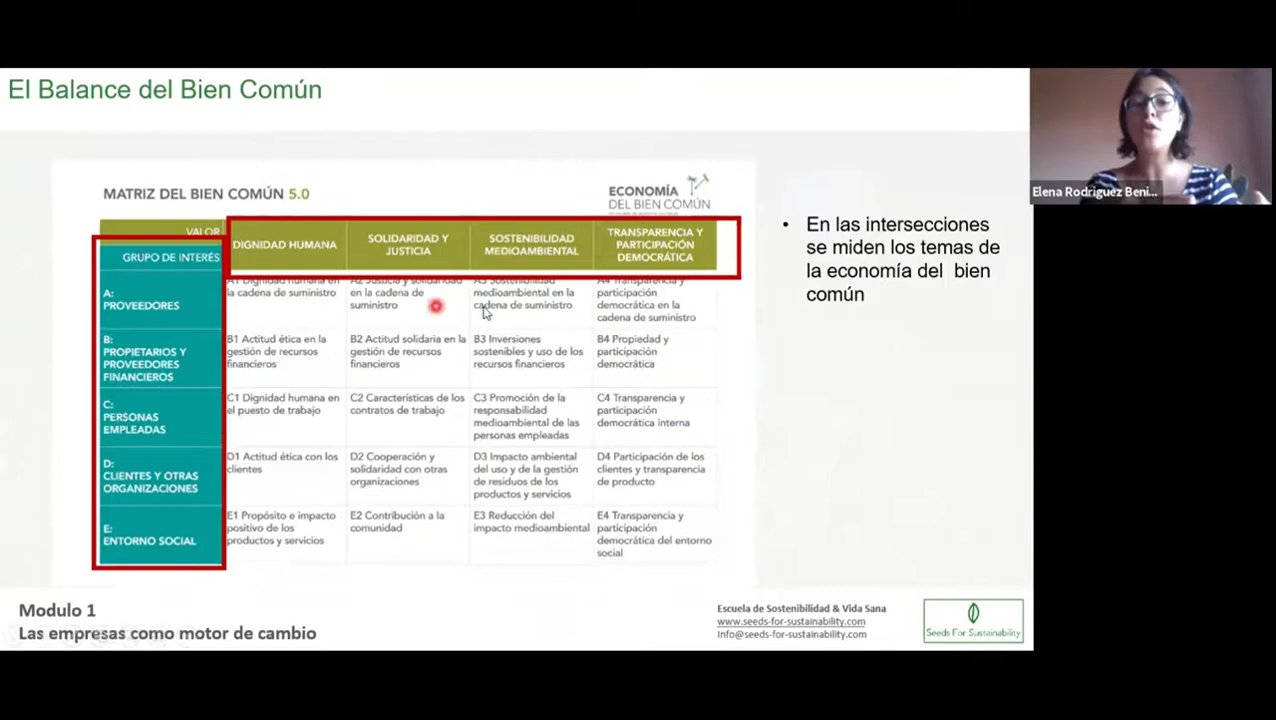 El Balance del Bien Común
Elena Rodriguez Beni...
MATRIZ DEL BIEN COMÚN 5.0
ECONOMÍA
DEL BIEN COMÚN
VALOR
GRUPO DE INTERÉS
DIGNIDAD HUMANA
SOLIDARIDAD Y
JUSTICIA
SOSTENIBILIDAD
MEDIOAMBIENTAL
TRANSPARENCIA Y
PARTICIPACIÓN
DEMOCRÁTICA
A:
PROVEEDORES
A1 Dignidad humana en
la cadena de suministro
A2 Justicia y solidaridad
en la cadena de
suministro
A3 Sostenibilidad
medioambiental en la
cadena de suministro
A4 Transparencia y
participación
democrática en la
cadena de suministro
B:
PROPIETARIOS Y
PROVEEDORES
FINANCIEROS
B1 Actitud ética en la
gestión de recursos
financieros
B2 Actitud solidaria en la
gestión de recursos
financieros
B3 Inversiones
sostenibles y uso de los
recursos financieros
B4 Propiedad y
participación
democrática
C:
PERSONAS
EMPLEADAS
C1 Dignidad humana en
el puesto de trabajo
C2 Características de los
contratos de trabajo
C3 Promoción de la
responsabilidad
medioambiental de las
personas empleadas
C4 Transparencia y
participación
democrática interna
D:
CLIENTES Y OTRAS
ORGANIZACIONES
D1 Actitud ética con los
clientes
D2 Cooperación y
solidaridad con otras
organizaciones
D3 Impacto ambiental
del uso y de la gestión
de residuos de los
productos y servicios
D4 Participación de los
clientes y transparencia
de producto
E:
ENTORNO SOCIAL
E1 Propósito e impacto
positivo de los
productos y servicios
E2 Contribución a la
comunidad
E3 Reducción del
impacto medioambiental
E4 Transparencia y
participación
democrática del entorno
social
• En las intersecciones
se miden los temas de
la economía del bien
común
Modulo 1
Las empresas como motor de cambio
Escuela de Sostenibilidad & Vida Sana
www.seeds-for-sustainability.com
Info@seeds-for-sustainability.com
Seeds For Sustainability